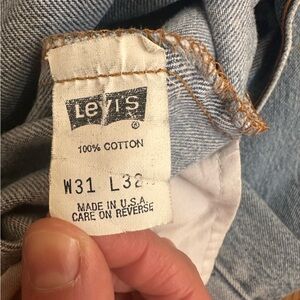 LEVI'S
®
100% COTTON
W31 L32
MADE IN U.S.A.
CARE ON REVERSE